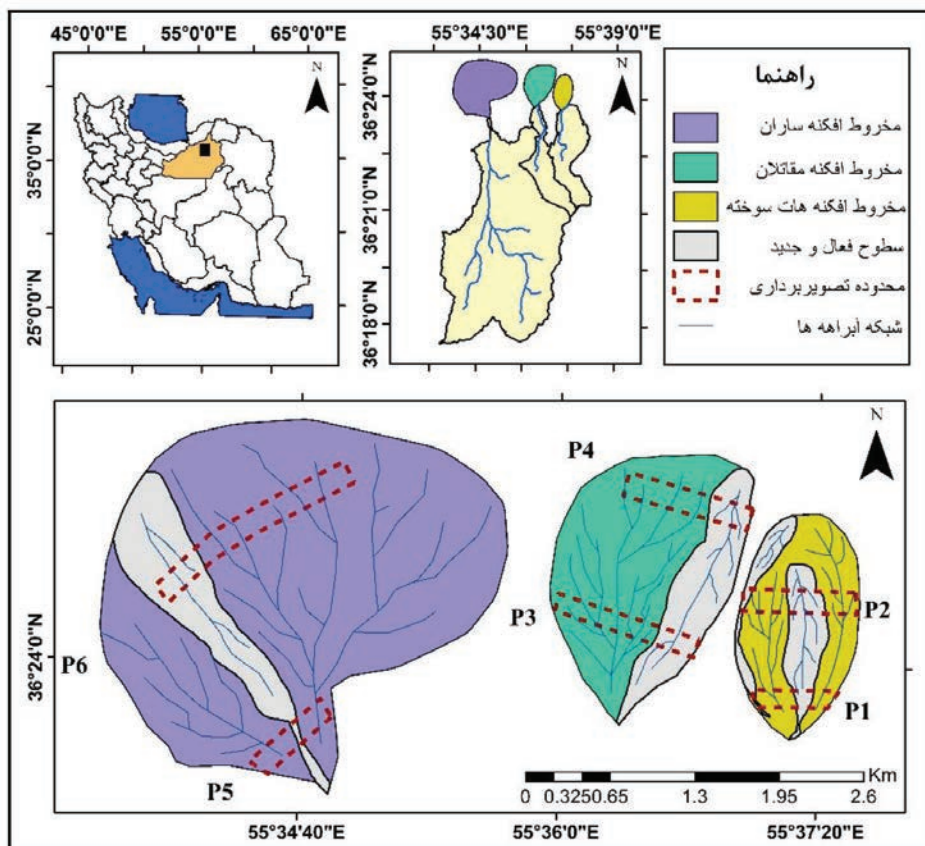 45°0'0"E 55°0'0"E 65°0'0"E
35°0'0"N
25°0'0"N
N
55°34'30"E 55°39'0"E
36°24'0"N
36°21'0"N
36°18'0"N
N
راهنما
مخروط افکنه ساران
مخروط افکنه مقاتلان
مخروط افکنه هات سوخته
سطوح فعال و جدید
محدوده تصویربرداری
شبکه آبراهه ها
N
P4
P3
P2
P6
P1
P5
36°24'0"N
Km
0 0.325 0.65 1.3 1.95 2.6
55°34'40"E 55°36'0"E 55°37'20"E